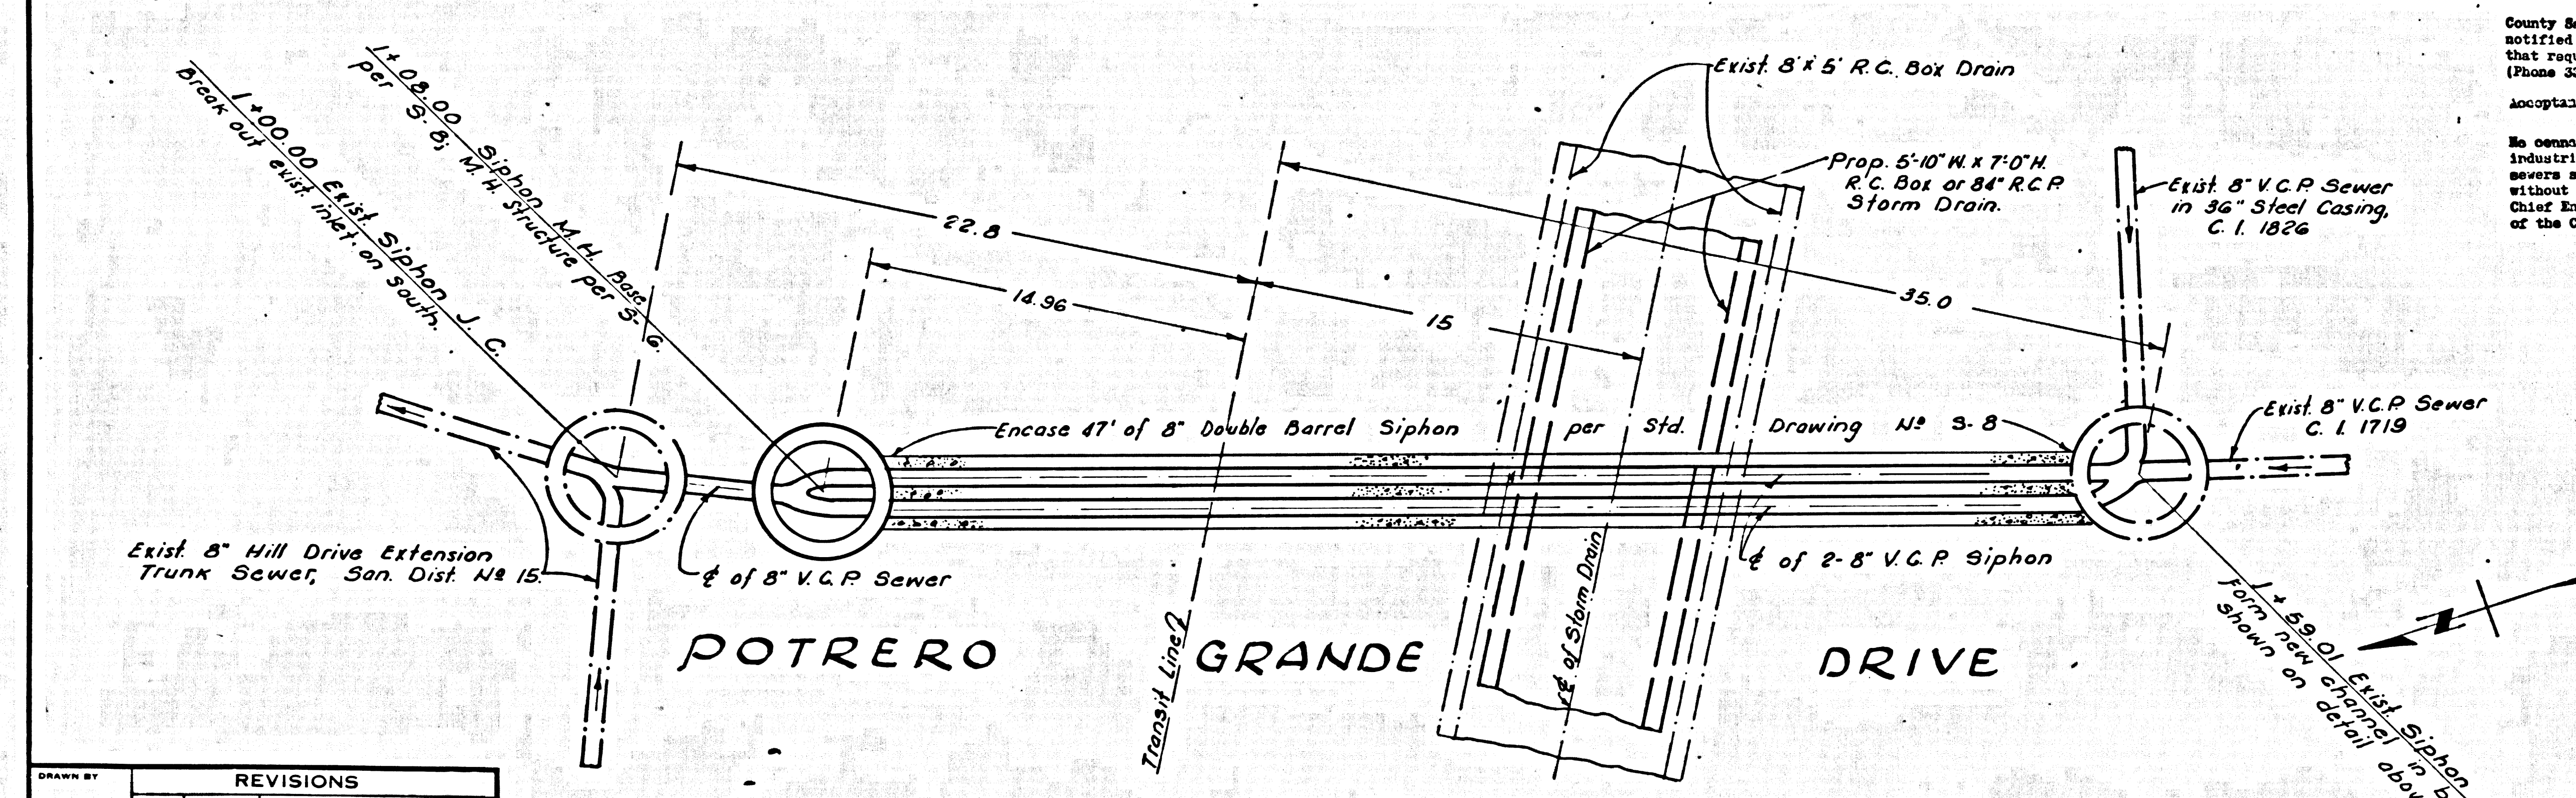 1+00.00 Exist. Siphon J. C.
Break out exist. inlet. on South.
1+08.00 Siphon M. H. Base
per S-8; M. H. Structure per S-6.
22.8
14.96
15
35.0
Exist. 8' x 5' R.C. Box Drain
Prop. 5'-10" W. x 7'-0" H.
R.C. Box or 84" R.C.P.
Storm Drain.
Exist. 8" V.C.P. Sewer
in 36" Steel Casing,
C. I. 1826
County
notified
that
(Phone
No
without
Chief
of the
Encase 47' of 8" Double Barrel Siphon per Std. Drawing Nº S-8
Exist. 8" V.C.P. Sewer
C. I. 1719
Exist. 8" Hill Drive Extension
Trunk Sewer, San. Dist. Nº 15.
℄ of 8" V.C.P. Sewer
℄ of 2-8" V.C.P. Siphon
Transit Line
℄ of Storm Drain
POTRERO GRANDE DRIVE
1+59.01 Exist. Siphon
Form new channel in
shown on detail
N
DRAWN BY
REVISIONS